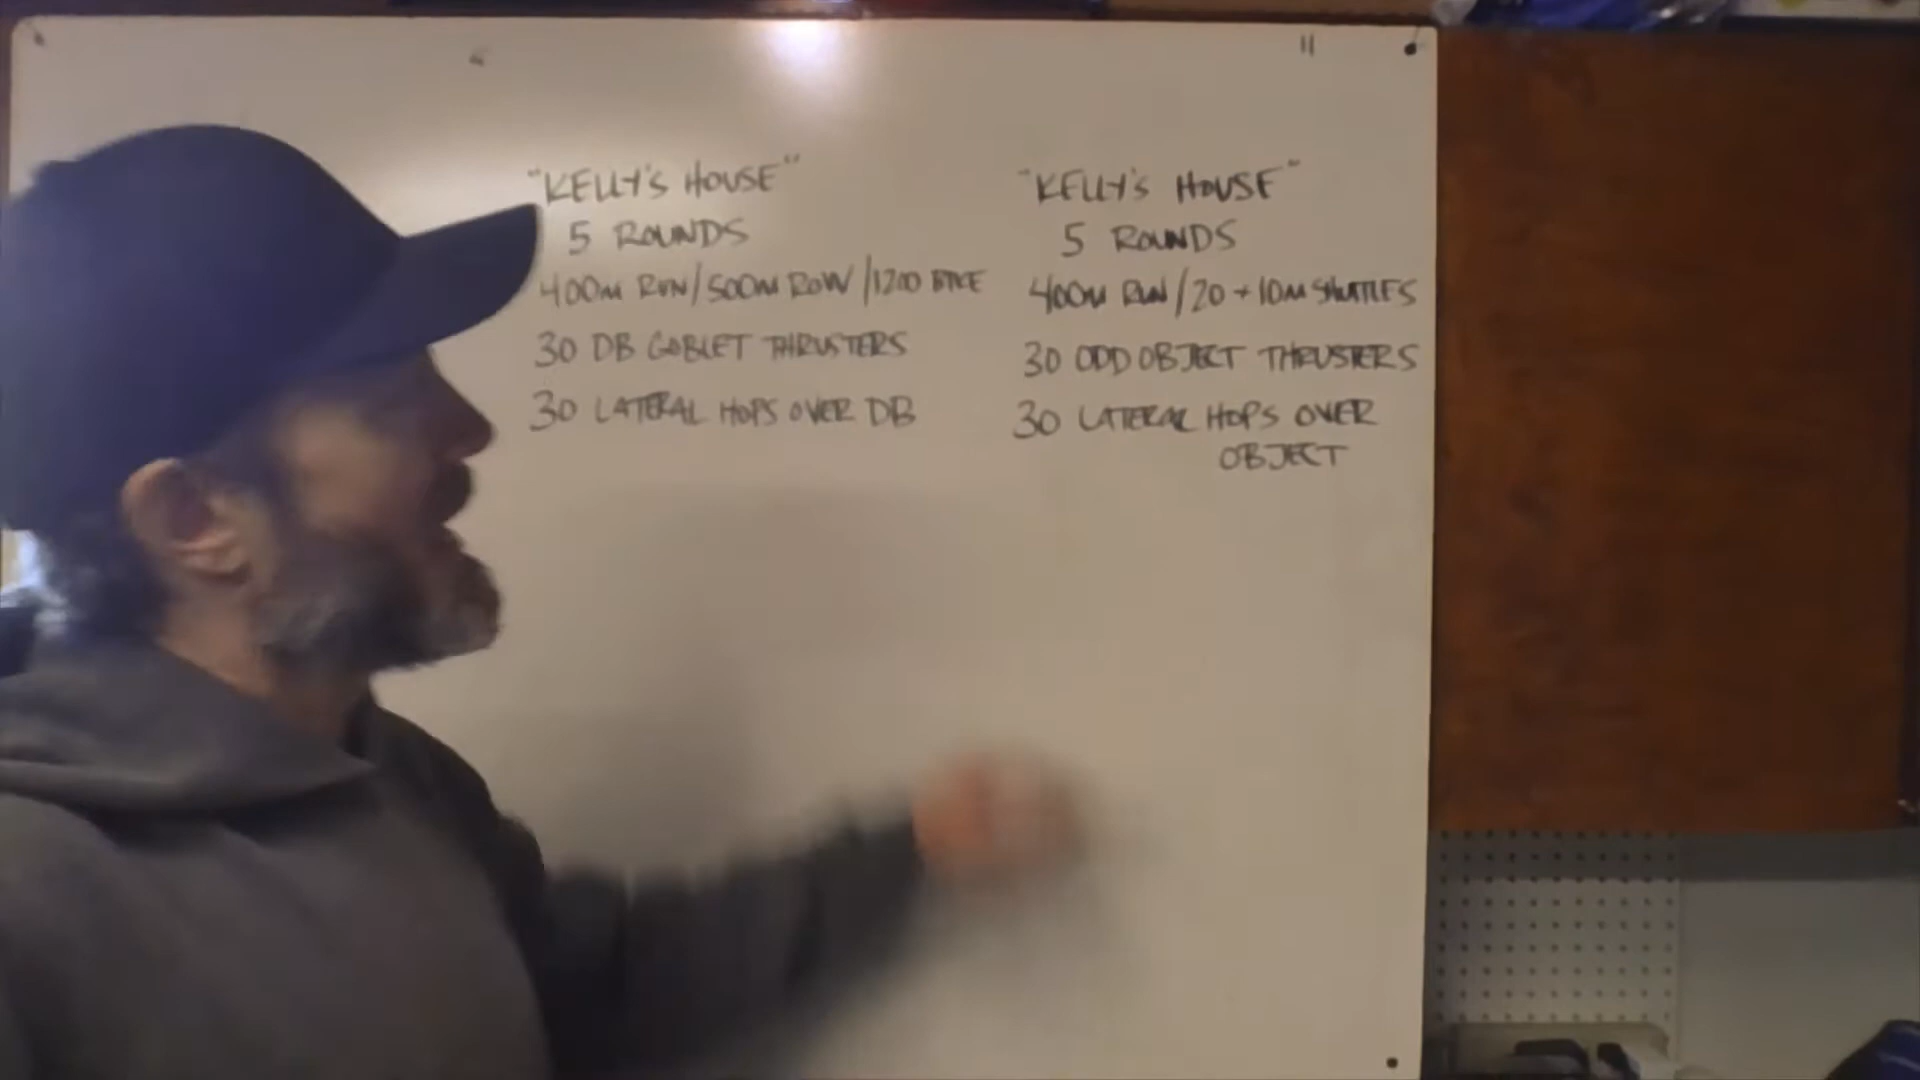 "KELLY'S HOUSE"
5 ROUNDS
400M RUN/500M ROW/1200 BIKE
30 DB GOBLET THRUSTERS
30 LATERAL HOPS OVER DB
"KELLY'S HOUSE"
5 ROUNDS
400M RUN/20+10M SHUTTLES
30 ODD OBJECT THRUSTERS
30 LATERAL HOPS OVER
OBJECT